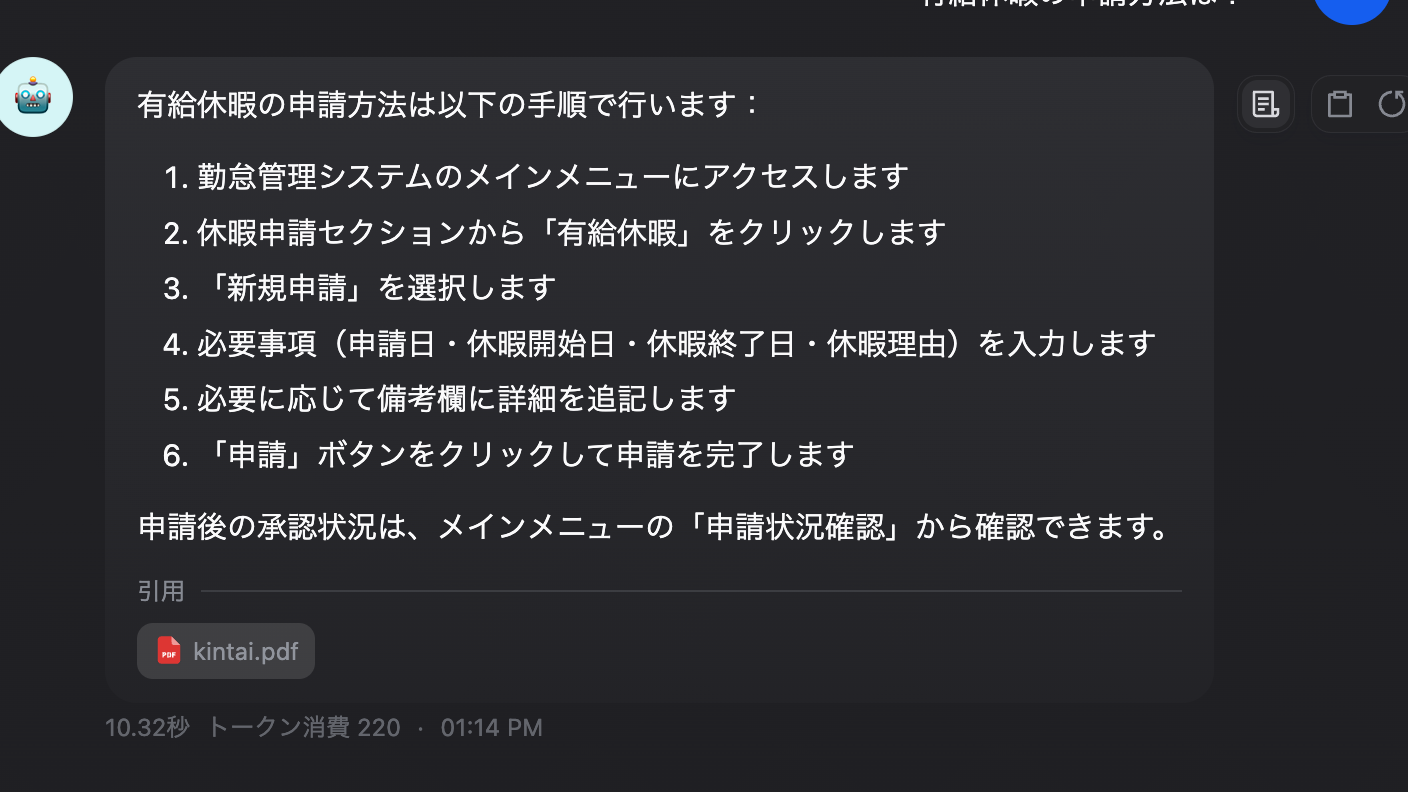 有給休暇の申請方法は？
有給休暇の申請方法は以下の手順で行います：
1. 勤怠管理システムのメインメニューにアクセスします
2. 休暇申請セクションから「有給休暇」をクリックします
3. 「新規申請」を選択します
4. 必要事項（申請日・休暇開始日・休暇終了日・休暇理由）を入力します
5. 必要に応じて備考欄に詳細を追記します
6. 「申請」ボタンをクリックして申請を完了します
申請後の承認状況は、メインメニューの「申請状況確認」から確認できます。
引用
PDF kintai.pdf
10.32秒 トークン消費 220 · 01:14 PM